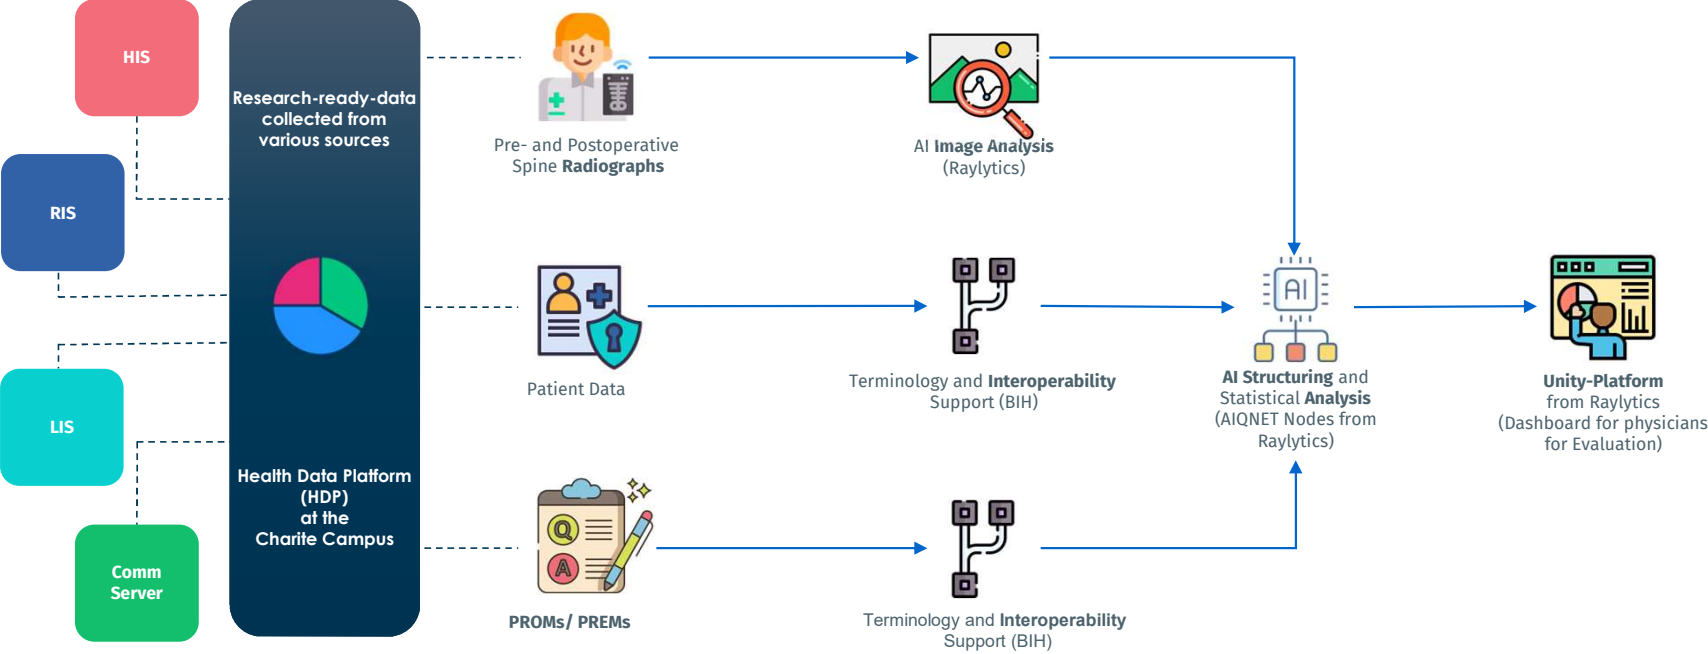 HIS
RIS
LIS
Comm
Server
Research-ready-data
collected from
various sources
Health Data Platform
(HDP)
at the
Charite Campus
Pre- and Postoperative
Spine Radiographs
AI Image Analysis
(Raylytics)
Patient Data
Terminology and Interoperability
Support (BIH)
Q
A
PROMs/ PREMs
Terminology and Interoperability
Support (BIH)
AI
AI Structuring and
Statistical Analysis
(AIQNET Nodes from
Raylytics)
Unity-Platform
from Raylytics
(Dashboard for physicians
for Evaluation)